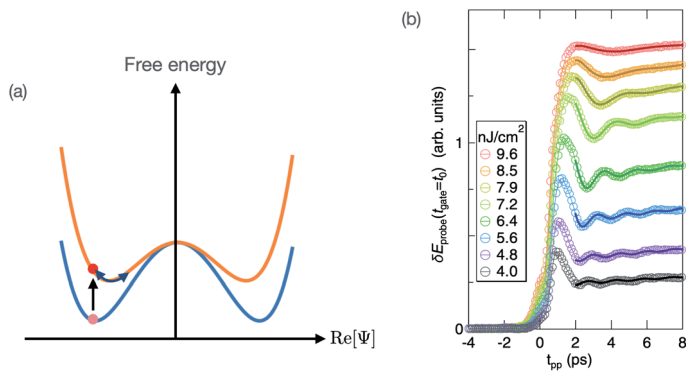 (a)
Free energy
Re[Ψ]
(b)
δE_probe(t_gate=t_0) (arb. units)
1
0
nJ/cm²
9.6
8.5
7.9
7.2
6.4
5.6
4.8
4.0
-4 -2 0 2 4 6 8
t_pp (ps)